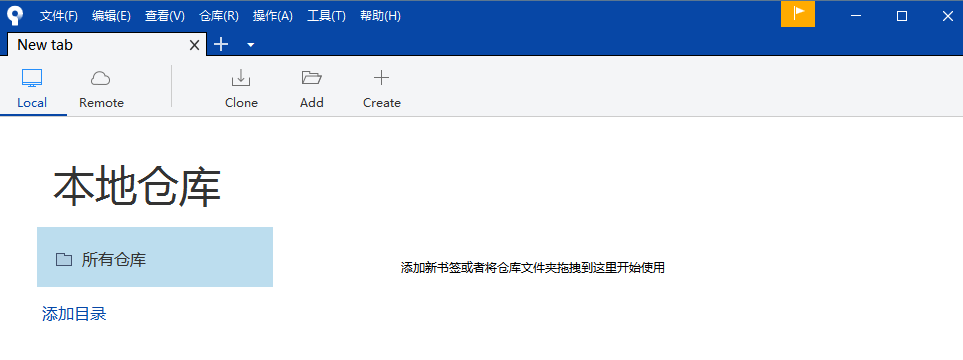 文件(F) 编辑(E) 查看(V) 仓库(R) 操作(A) 工具(T) 帮助(H)
New tab
Local Remote Clone Add Create
本地仓库
所有仓库
添加新书签或者将仓库文件夹拖拽到这里开始使用
添加目录